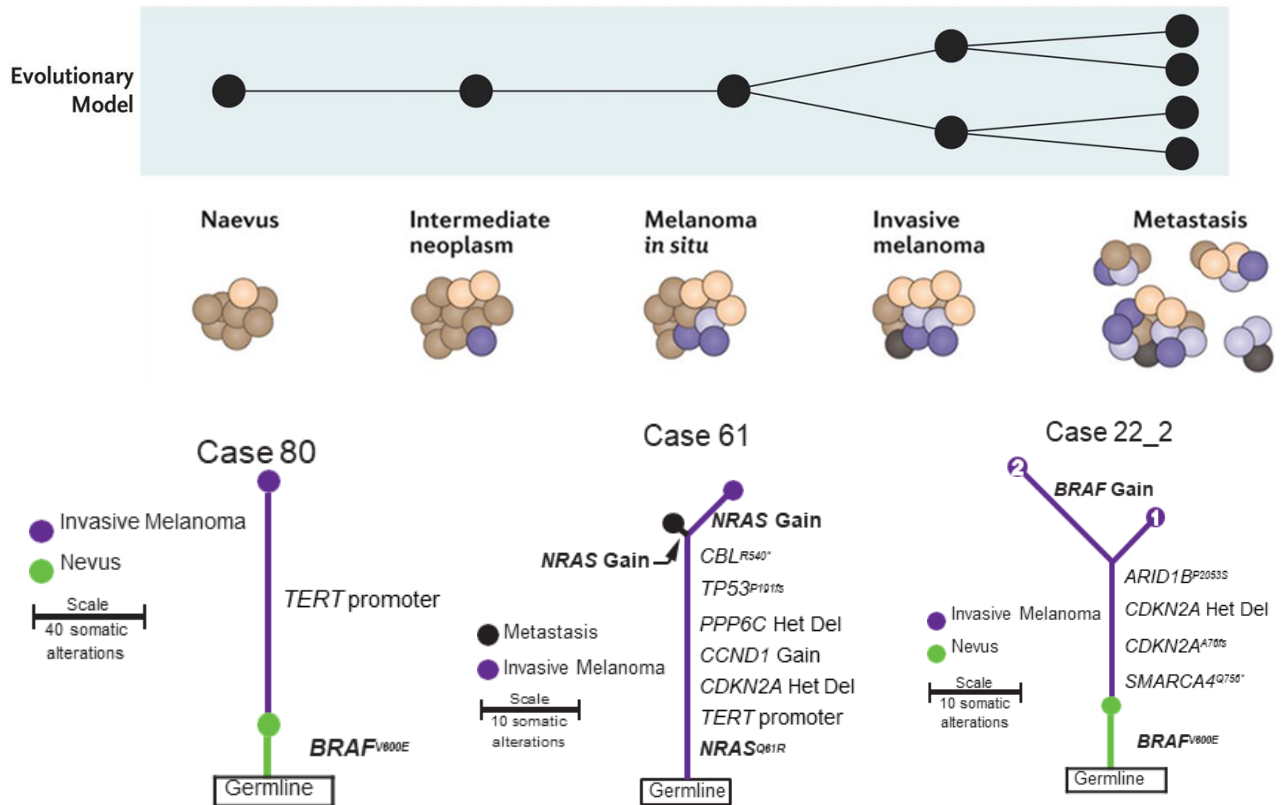 Evolutionary
Model
Naevus
Intermediate
neoplasm
Melanoma
in situ
Invasive
melanoma
Metastasis
Case 80
Invasive Melanoma
Nevus
Scale
40 somatic
alterations
TERT promoter
BRAFV600E
Germline
Case 61
NRAS Gain
NRAS Gain
CBLR540*
TP53P191fs
PPP6C Het Del
CCND1 Gain
CDKN2A Het Del
TERT promoter
NRASQ61R
Metastasis
Invasive Melanoma
Scale
10 somatic
alterations
Germline
Case 22_2
2
BRAF Gain
1
ARID1BP2053S
CDKN2A Het Del
CDKN2AA76fs
SMARCA4Q756*
Invasive Melanoma
Nevus
Scale
10 somatic
alterations
BRAFV600E
Germline